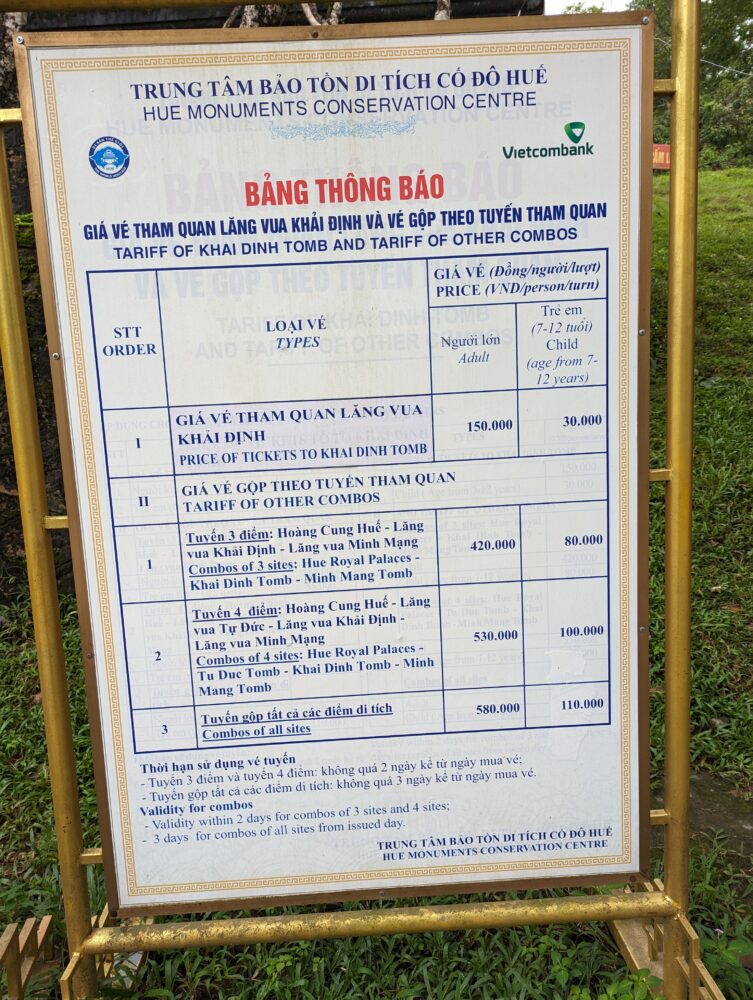 TRUNG TÂM BẢO TỒN DI TÍCH CỐ ĐÔ HUẾ
HUE MONUMENTS CONSERVATION CENTRE
Vietcombank
BẢNG THÔNG BÁO
GIÁ VÉ THAM QUAN LĂNG VUA KHẢI ĐỊNH VÀ VÉ GỘP THEO TUYẾN THAM QUAN
TARIFF OF KHAI DINH TOMB AND TARIFF OF OTHER COMBOS
STT
ORDER
LOẠI VÉ
TYPES
GIÁ VÉ (Đồng/người/lượt)
PRICE (VND/person/turn)
Người lớn
Adult
Trẻ em
(7-12 tuổi)
Child
(age from 7-
12 years)
I
GIÁ VÉ THAM QUAN LĂNG VUA
KHẢI ĐỊNH
PRICE OF TICKETS TO KHAI DINH TOMB
150.000
30.000
II
GIÁ VÉ GỘP THEO TUYẾN THAM QUAN
TARIFF OF OTHER COMBOS
1
Tuyến 3 điểm: Hoàng Cung Huế - Lăng
vua Khải Định - Lăng vua Minh Mạng
Combos of 3 sites: Hue Royal Palaces -
Khai Dinh Tomb - Minh Mang Tomb
420.000
80.000
2
Tuyến 4 điểm: Hoàng Cung Huế - Lăng
vua Tự Đức - Lăng vua Khải Định -
Lăng vua Minh Mạng
Combos of 4 sites: Hue Royal Palaces -
Tu Duc Tomb - Khai Dinh Tomb - Minh
Mang Tomb
530.000
100.000
3
Tuyến gộp tất cả các điểm di tích
Combos of all sites
580.000
110.000
Thời hạn sử dụng vé tuyến
- Tuyến 3 điểm và tuyến 4 điểm: không quá 2 ngày kể từ ngày mua vé;
- Tuyến gộp tất cả các điểm di tích: không quá 3 ngày kể từ ngày mua vé.
Validity for combos
- Validity within 2 days for combos of 3 sites and 4 sites;
- 3 days for combos of all sites from issued day.
TRUNG TÂM BẢO TỒN DI TÍCH CỐ ĐÔ HUẾ
HUE MONUMENTS CONSERVATION CENTRE